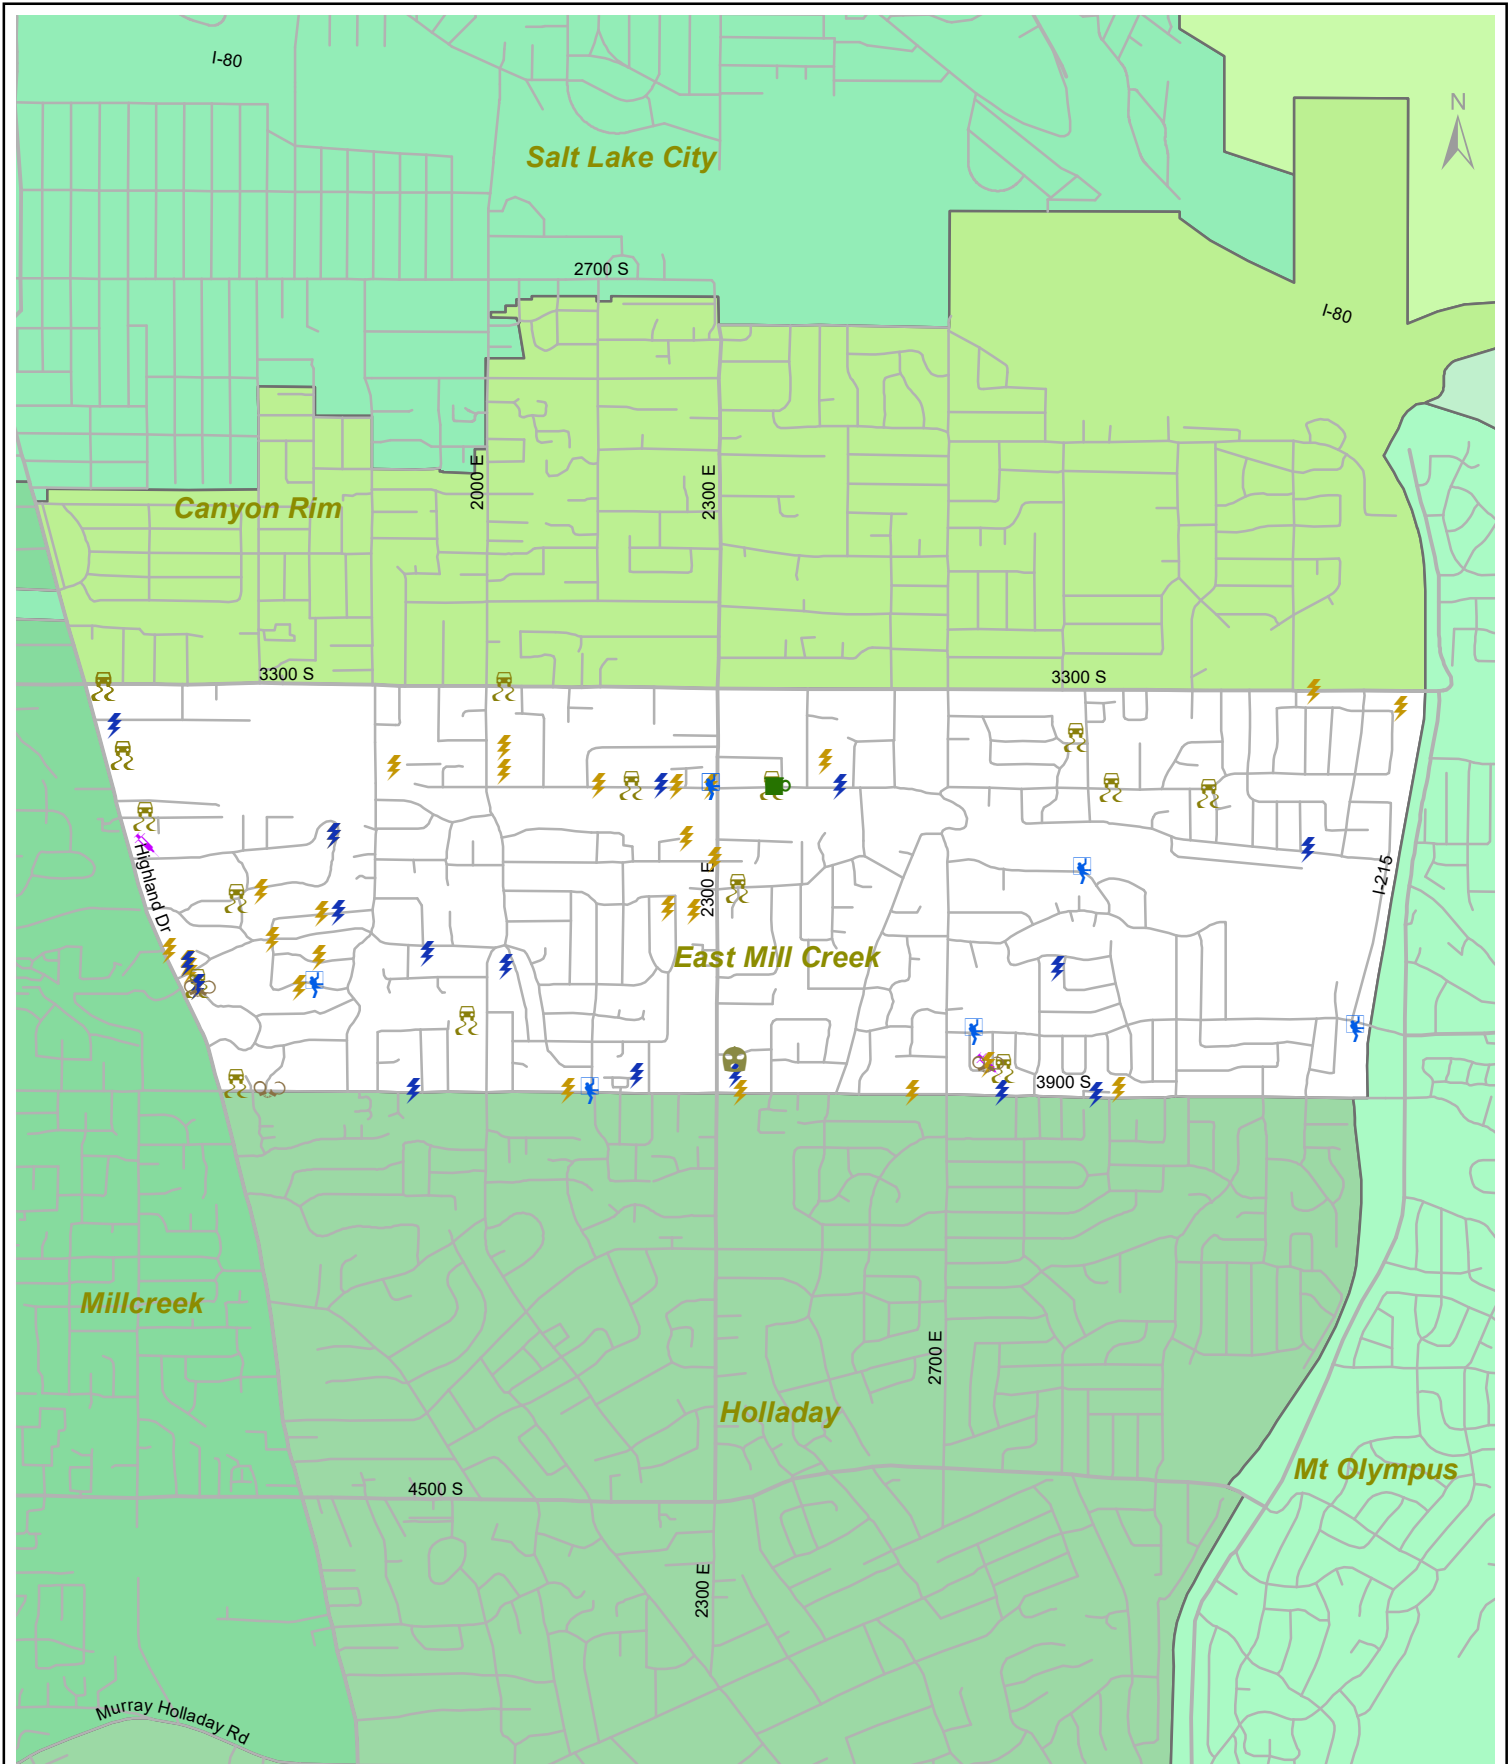 I-80
N
Salt Lake City
2700 S
I-80
2000 E
2300 E
Canyon Rim
3300 S
3300 S
Highland Dr
I-215
2300 E
East Mill Creek
3900 S
Millcreek
2700 E
Holladay
Mt Olympus
4500 S
2300 E
Murray Holladay Rd